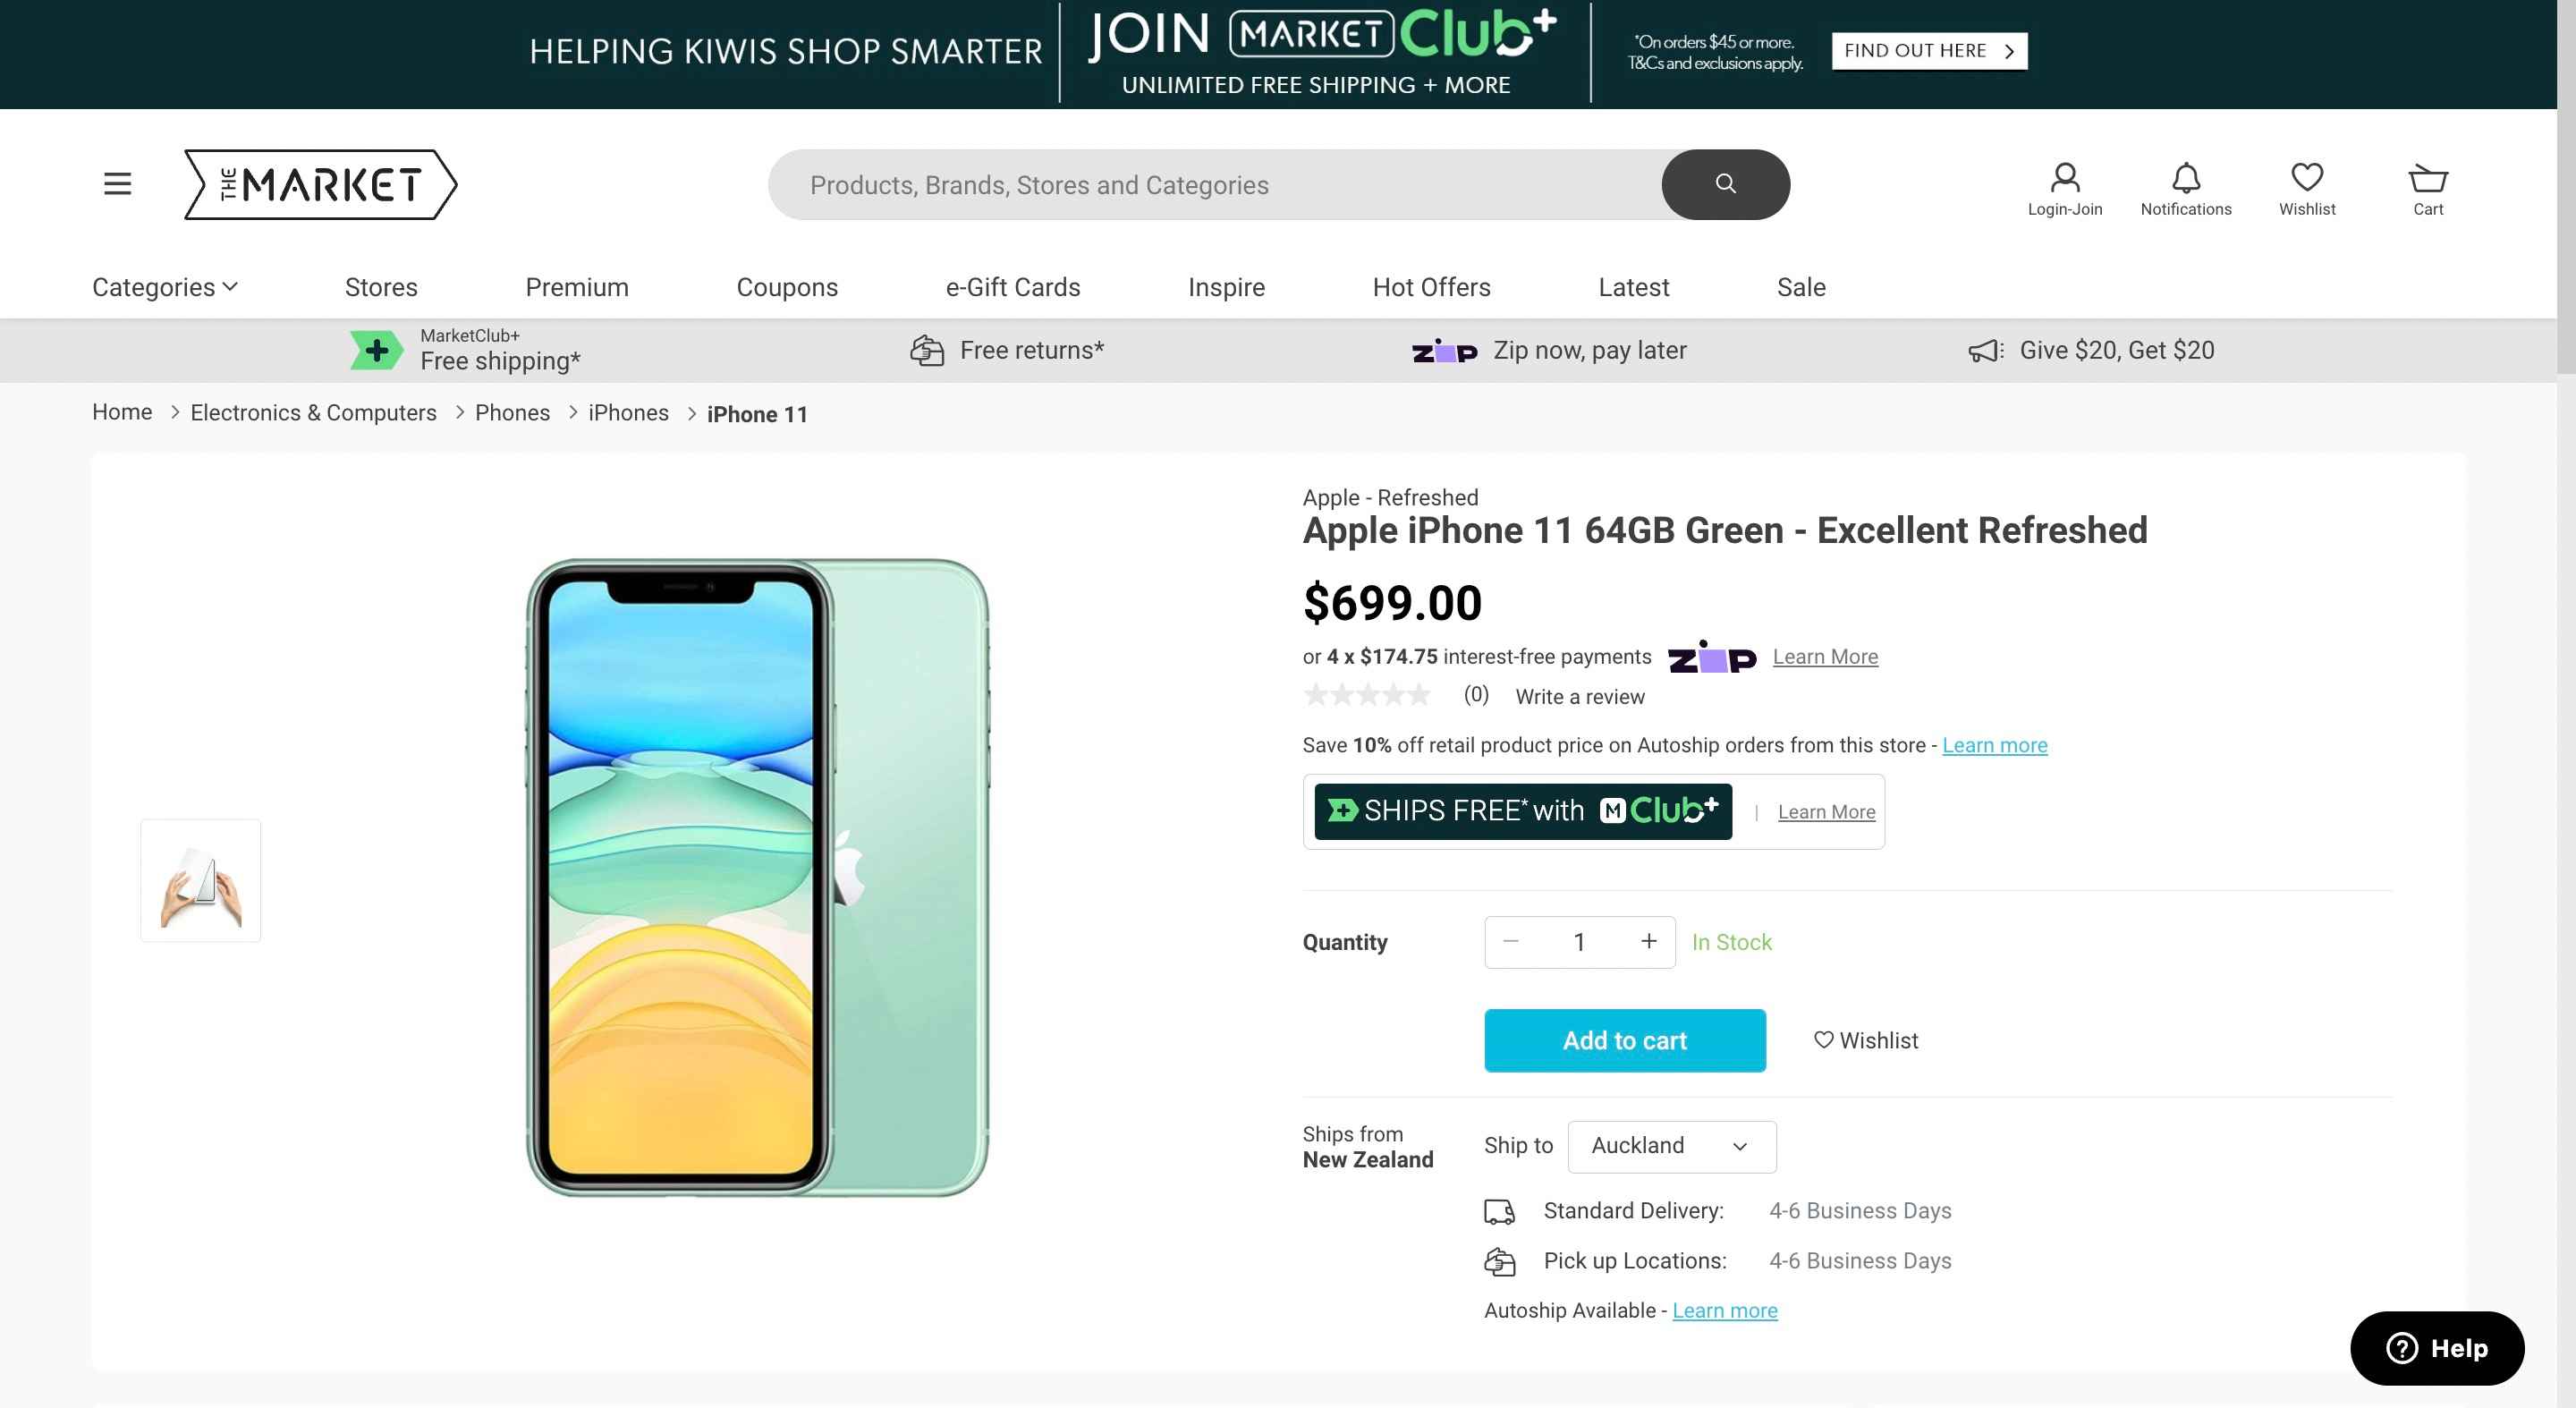 HELPING KIWIS SHOP SMARTER
JOIN MARKET Club+
UNLIMITED FREE SHIPPING + MORE
*On orders $45 or more.
T&Cs and exclusions apply.
FIND OUT HERE
THE MARKET
Products, Brands, Stores and Categories
Login-Join
Notifications
Wishlist
Cart
Categories
Stores
Premium
Coupons
e-Gift Cards
Inspire
Hot Offers
Latest
Sale
MarketClub+
Free shipping*
Free returns*
zip Zip now, pay later
Give $20, Get $20
Home > Electronics & Computers > Phones > iPhones > iPhone 11
Apple - Refreshed
Apple iPhone 11 64GB Green - Excellent Refreshed
$699.00
or 4 x $174.75 interest-free payments zip Learn More
(0) Write a review
Save 10% off retail product price on Autoship orders from this store - Learn more
SHIPS FREE* with M Club+ | Learn More
Quantity
1
In Stock
Add to cart
Wishlist
Ships from
New Zealand
Ship to Auckland
Standard Delivery: 4-6 Business Days
Pick up Locations: 4-6 Business Days
Autoship Available - Learn more
Help